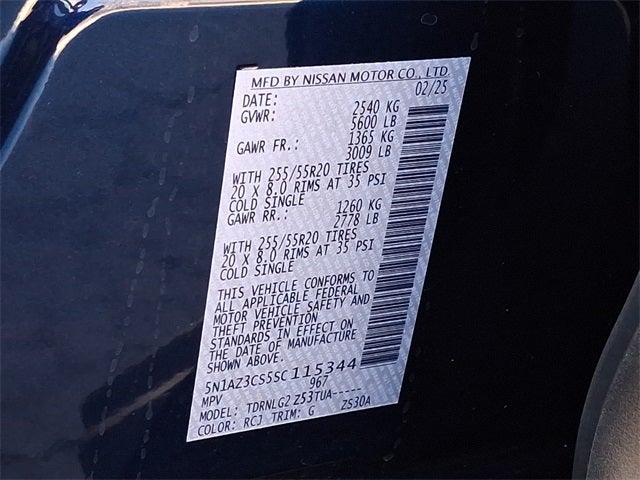 MFD BY NISSAN MOTOR CO., LTD
DATE: 02/25
GVWR: 2540 KG
5600 LB
GAWR FR.: 1365 KG
3009 LB
WITH 255/55R20 TIRES
20 X 8.0 RIMS AT 35 PSI
COLD SINGLE
GAWR RR.: 1260 KG
2778 LB
WITH 255/55R20 TIRES
20 X 8.0 RIMS AT 35 PSI
COLD SINGLE
THIS VEHICLE CONFORMS TO
ALL APPLICABLE FEDERAL
MOTOR VEHICLE SAFETY AND
THEFT PREVENTION
STANDARDS IN EFFECT ON
THE DATE OF MANUFACTURE
SHOWN ABOVE.
5N1AZ3CS5SC115344
MPV 967
MODEL: TDRNLG2 Z53TUA-----
COLOR: RCJ TRIM: G ZS30A